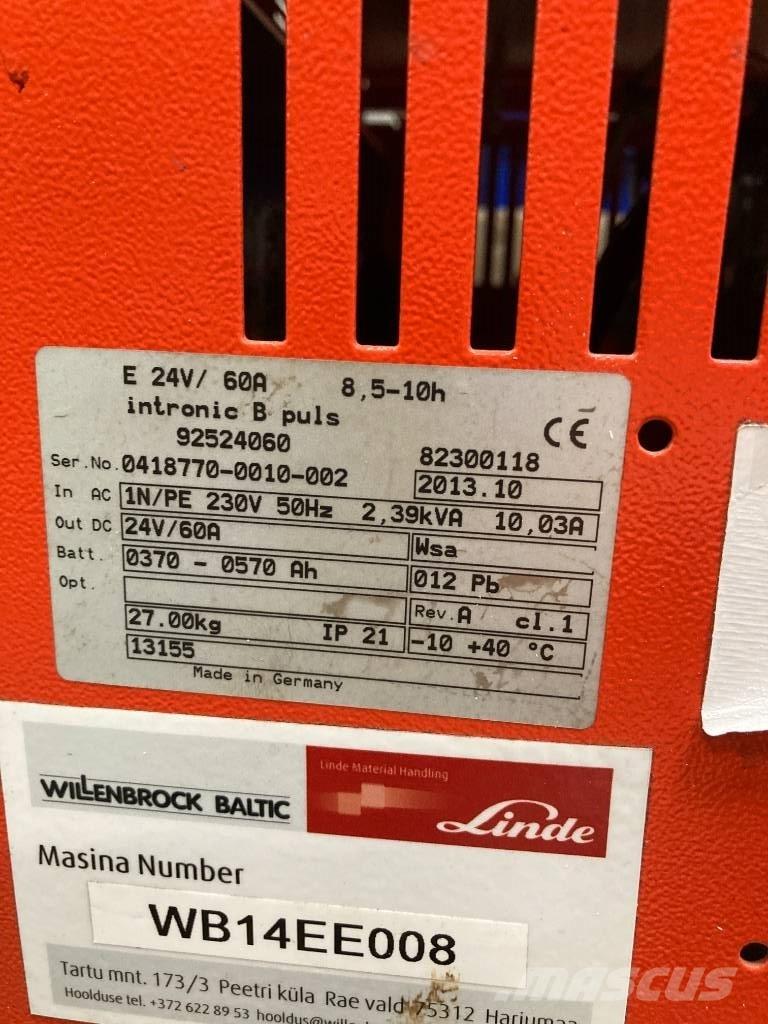 E 24V/ 60A 8,5-10h
intronic B puls CE
92524060 82300118
Ser.No. 0418770-0010-002 2013.10
In AC 1N/PE 230V 50Hz 2,39kVA 10,03A
Out DC 24V/60A Wsa
Batt. 0370 - 0570 Ah 012 Pb
Opt. Rev. A cl.1
27.00kg IP 21 -10 +40 °C
13155
Made in Germany
WILLENBROCK BALTIC
Linde Material Handling
Linde
Masina Number
WB14EE008
Tartu mnt. 173/3 Peetri küla Rae vald 75312 Harjumaa
Hoolduse tel. +372 622 89 53
MASCUS